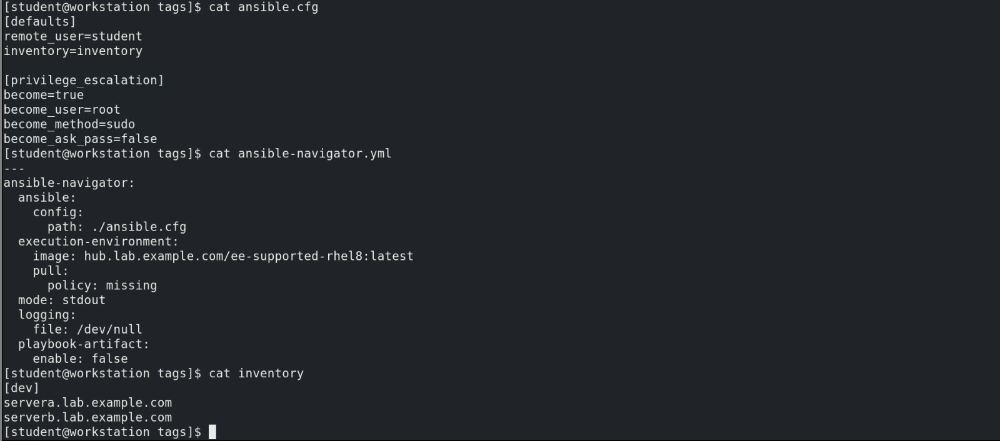 [student@workstation tags]$ cat ansible.cfg
[defaults]
remote_user=student
inventory=inventory

[privilege_escalation]
become=true
become_user=root
become_method=sudo
become_ask_pass=false
[student@workstation tags]$ cat ansible-navigator.yml
---
ansible-navigator:
  ansible:
    config:
      path: ./ansible.cfg
  execution-environment:
    image: hub.lab.example.com/ee-supported-rhel8:latest
    pull:
      policy: missing
  mode: stdout
  logging:
    file: /dev/null
  playbook-artifact:
    enable: false
[student@workstation tags]$ cat inventory
[dev]
servera.lab.example.com
serverb.lab.example.com
[student@workstation tags]$